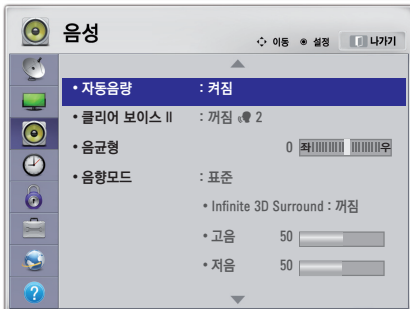 음성
이동 설정 나가기
• 자동음량 : 켜짐
• 클리어 보이스 II : 꺼짐 2
• 음균형 0 좌 우
• 음향모드 : 표준
• Infinite 3D Surround : 꺼짐
• 고음 50
• 저음 50
?